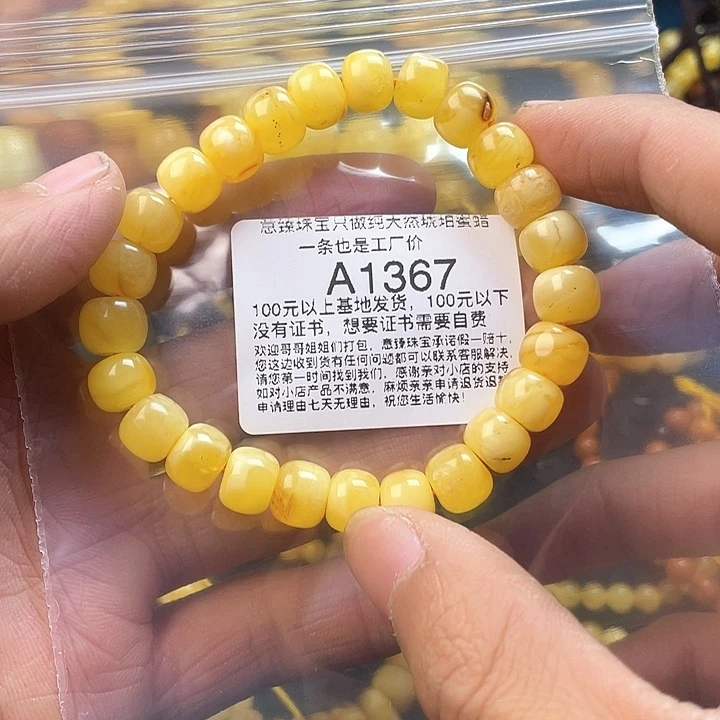 意臻珠宝只做纯天然琥珀蜜蜡
一条也是工厂价
A1367
100元以上基地发货，100元以下
没有证书，想要证书需要自费
欢迎哥哥姐姐们打包，意臻珠宝承诺假一赔十，
您这边收到货有任何问题都可以联系客服解决，
请您第一时间找到我们，感谢亲对小店的支持
如对小店产品不满意，麻烦亲亲申请退货退
申请理由七天无理由，祝您生活愉快！